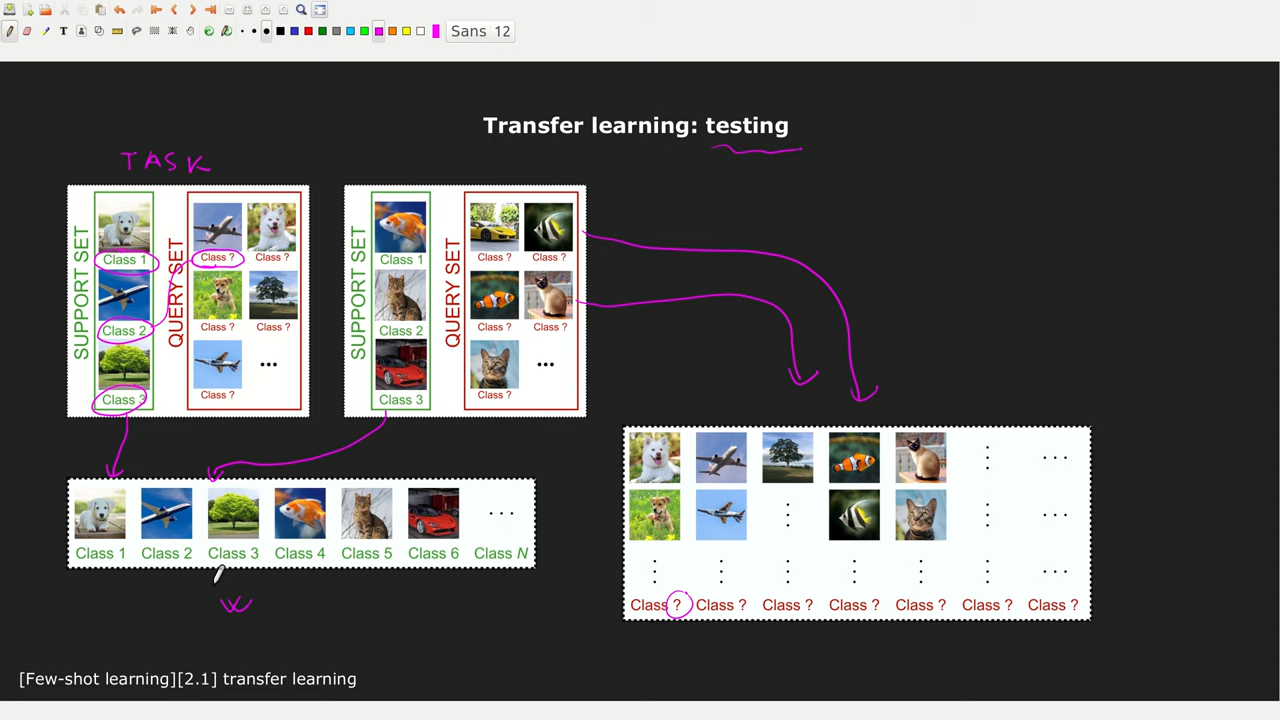 Sans 12
Transfer learning: testing
TASK
SUPPORT SET
Class 1
Class 2
Class 3
QUERY SET
Class ? Class ?
Class ? Class ?
Class ?
SUPPORT SET
Class 1
Class 2
Class 3
QUERY SET
Class ? Class ?
Class ? Class ?
Class ?
Class 1 Class 2 Class 3 Class 4 Class 5 Class 6 Class N
Class ? Class ? Class ? Class ? Class ? Class ? Class ?
[Few-shot learning][2.1] transfer learning